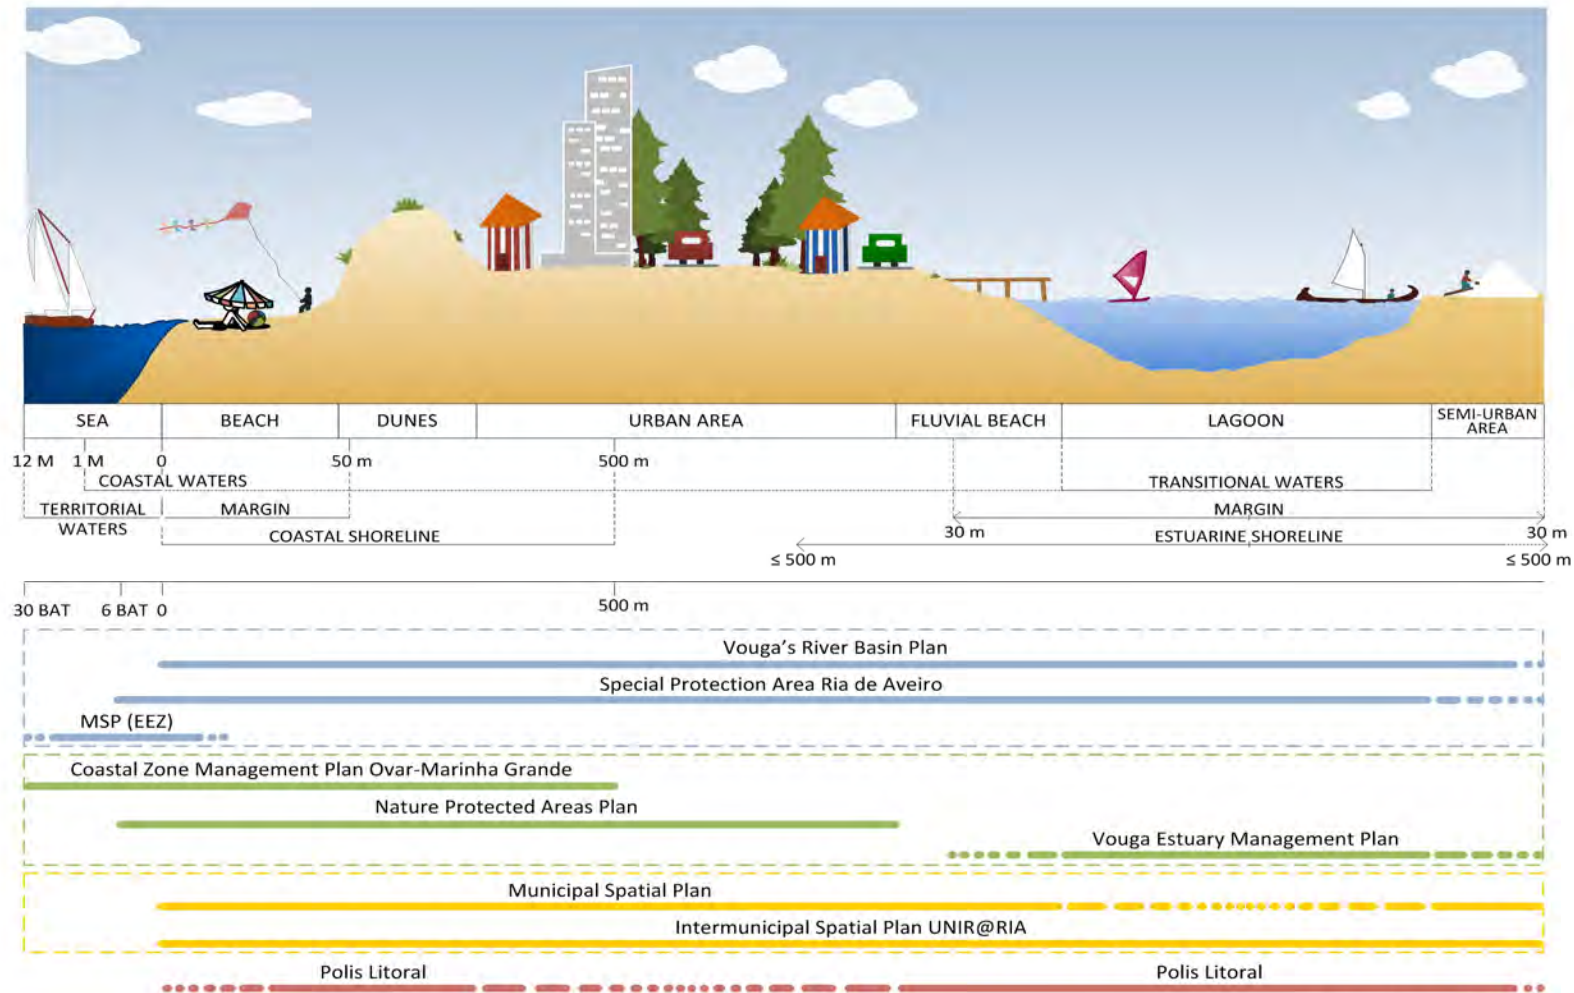 SEA BEACH DUNES URBAN AREA FLUVIAL BEACH LAGOON SEMI-URBAN AREA
12 M 1 M 0 50 m 500 m
COASTAL WATERS TRANSITIONAL WATERS
TERRITORIAL WATERS MARGIN MARGIN
30 m 30 m
COASTAL SHORELINE ESTUARINE SHORELINE
≤ 500 m ≤ 500 m
30 BAT 6 BAT 0 500 m
Vouga's River Basin Plan
Special Protection Area Ria de Aveiro
MSP (EEZ)
Coastal Zone Management Plan Ovar-Marinha Grande
Nature Protected Areas Plan
Vouga Estuary Management Plan
Municipal Spatial Plan
Intermunicipal Spatial Plan UNIR@RIA
Polis Litoral Polis Litoral